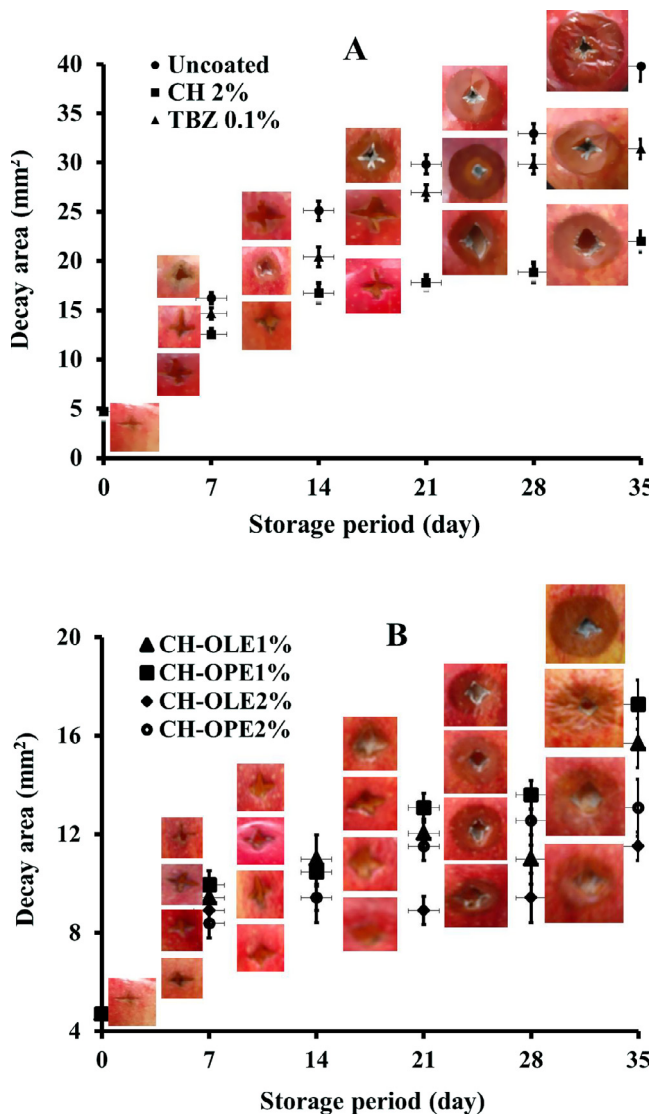 A
Uncoated
CH 2%
TBZ 0.1%
Decay area (mm²)
40
35
30
25
20
15
10
5
0
0 7 14 21 28 35
Storage period (day)
B
CH-OLE1%
CH-OPE1%
CH-OLE2%
CH-OPE2%
Decay area (mm²)
20
16
12
8
4
0 7 14 21 28 35
Storage period (day)